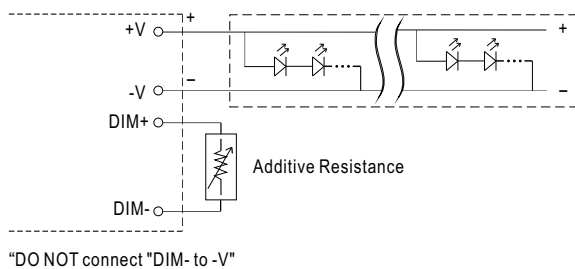 +
+V
+
−
-V
−
DIM+
Additive Resistance
DIM-
“DO NOT connect "DIM- to -V"